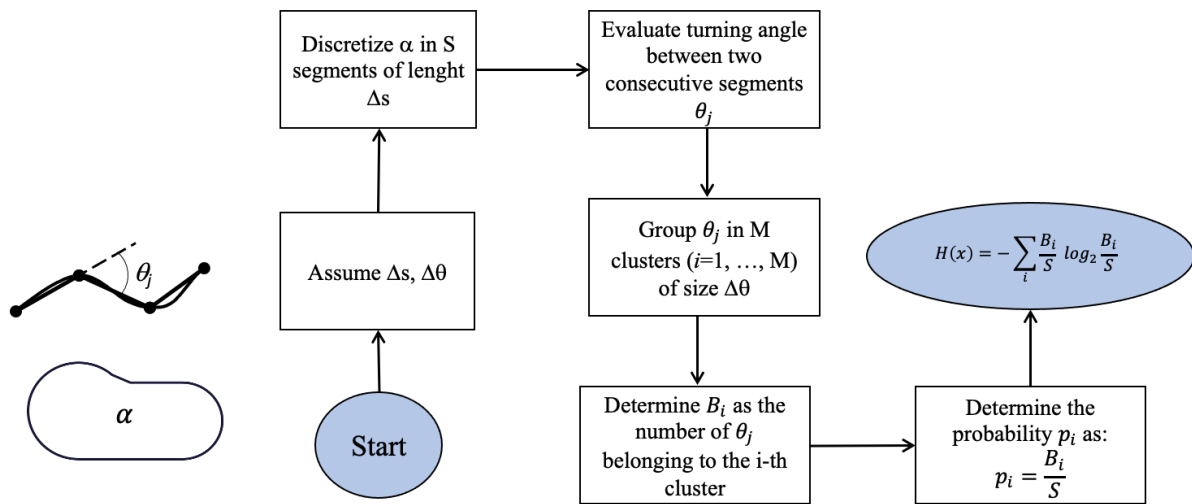 Discretize α in S
segments of lenght
Δs
Evaluate turning angle
between two
consecutive segments
θj
Assume Δs, Δθ
Group θj in M
clusters (i=1, …, M)
of size Δθ
H(x) = − ∑i Bi/S log2 Bi/S
θj
α
Start
Determine Bi as the
number of θj
belonging to the i-th
cluster
Determine the
probability pi as:
pi = Bi/S